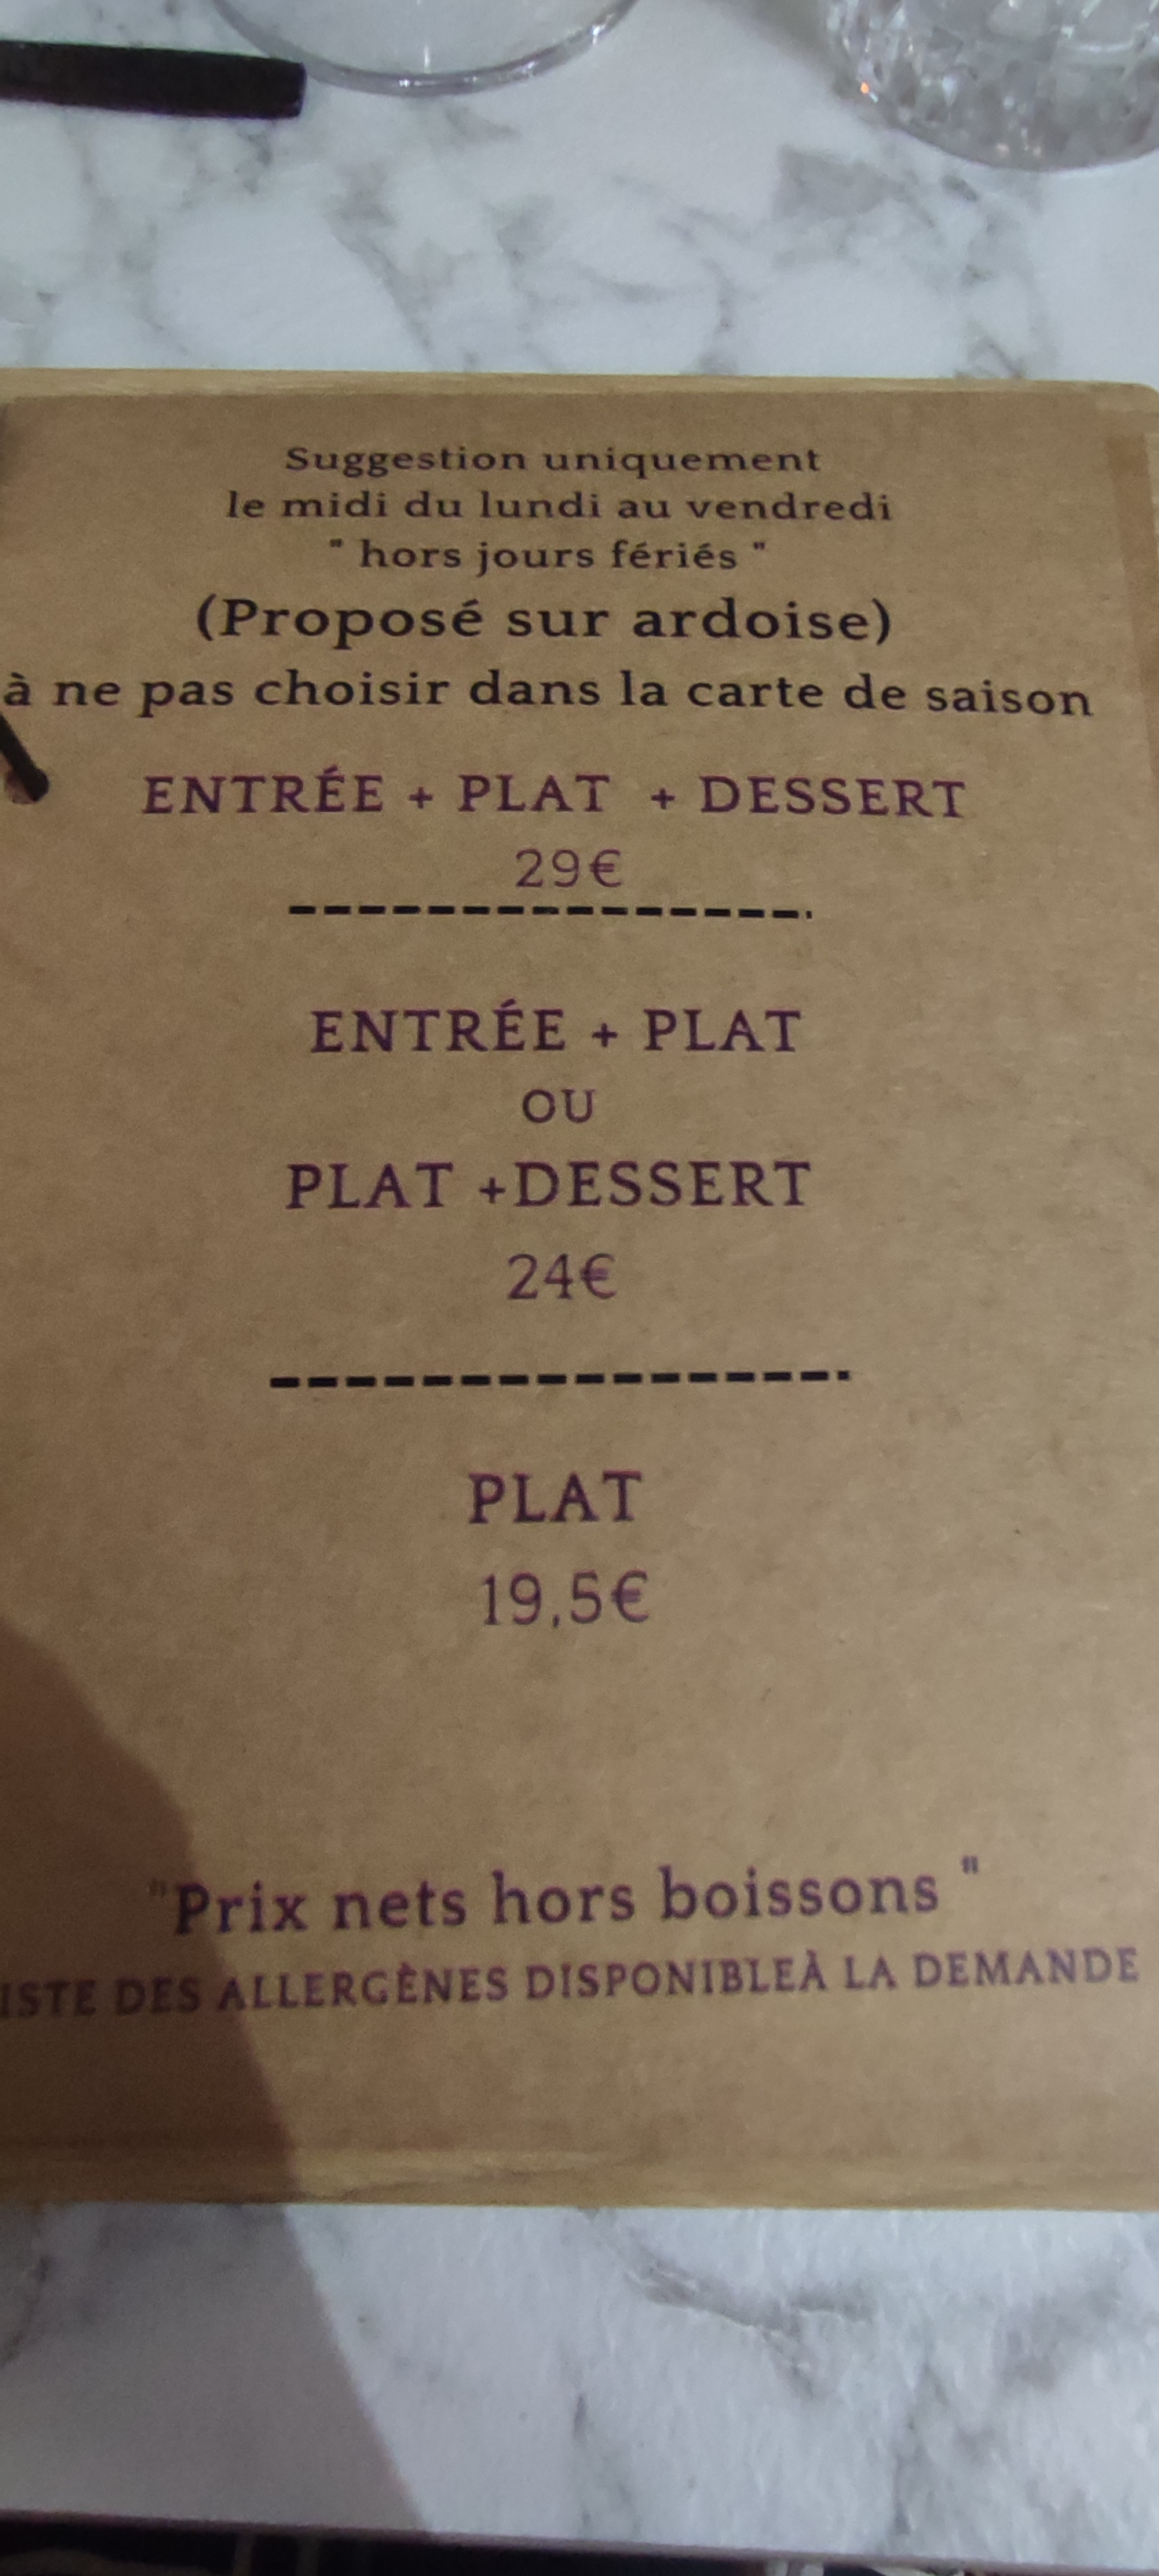 Suggestion uniquement
le midi du lundi au vendredi
" hors jours fériés "
(Proposé sur ardoise)
à ne pas choisir dans la carte de saison
ENTRÉE + PLAT + DESSERT
29€
ENTRÉE + PLAT
OU
PLAT +DESSERT
24€
PLAT
19,5€
"Prix nets hors boissons "
ISTE DES ALLERGÈNES DISPONIBLEÀ LA DEMANDE